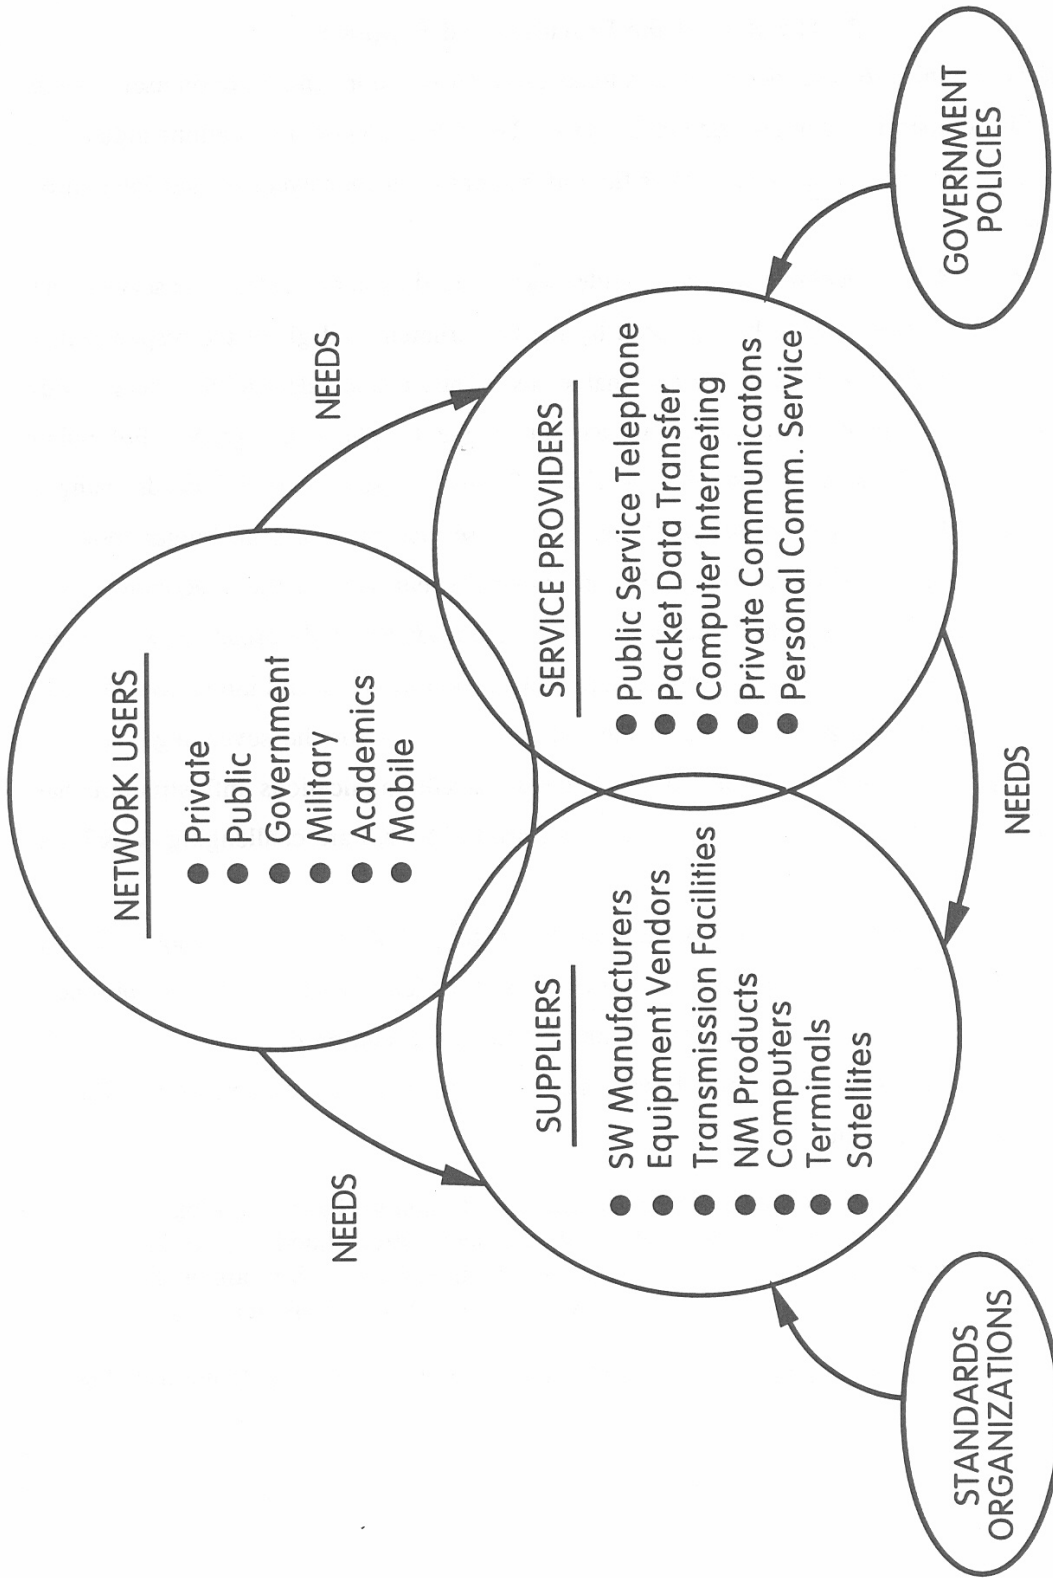 NETWORK USERS
● Private
● Public
● Government
● Military
● Academics
● Mobile
NEEDS
NEEDS
SUPPLIERS
● SW Manufacturers
● Equipment Vendors
● Transmission Facilities
● NM Products
● Computers
● Terminals
● Satellites
SERVICE PROVIDERS
● Public Service Telephone
● Packet Data Transfer
● Computer Interneting
● Private Communicatons
● Personal Comm. Service
NEEDS
STANDARDS
ORGANIZATIONS
GOVERNMENT
POLICIES